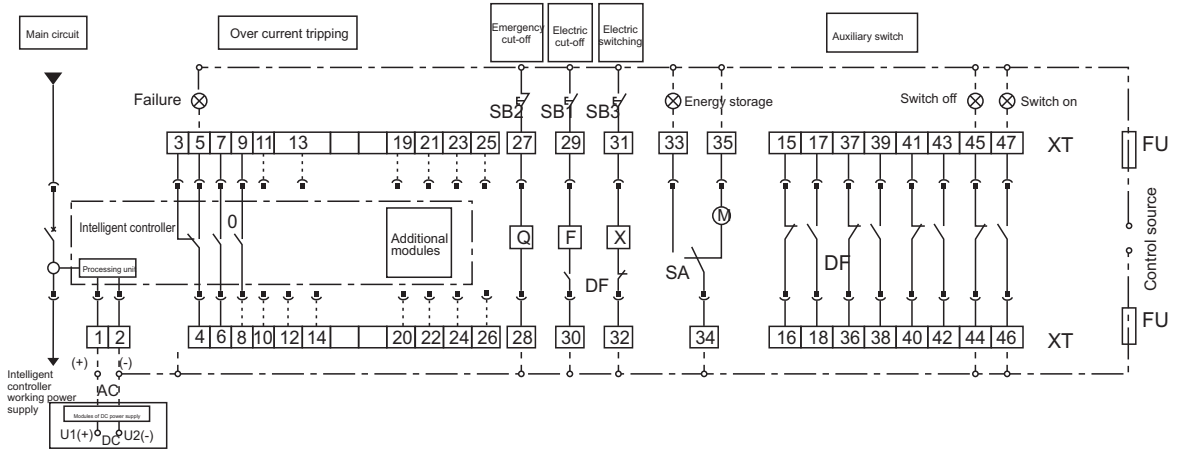 Main circuit
Over current tripping
Emergency
cut-off
Electric
cut-off
Electric
switching
Auxiliary switch
Failure
SB2
SB1
SB3
Energy storage
Switch off
Switch on
3 5 7 9 11 13 19 21 23 25 27 29 31 33 35 15 17 37 39 41 43 45 47 XT
FU
Intelligent controller
0
Additional
modules
Processing unit
Q F X
M
SA
DF
DF
Control source
1 2 4 6 8 10 12 14 20 22 24 26 28 30 32 34 16 18 36 38 40 42 44 46 XT
FU
(+) (-)
Intelligent
controller
working power
supply
AC
Modules of DC power supply
U1(+) DC U2(-)